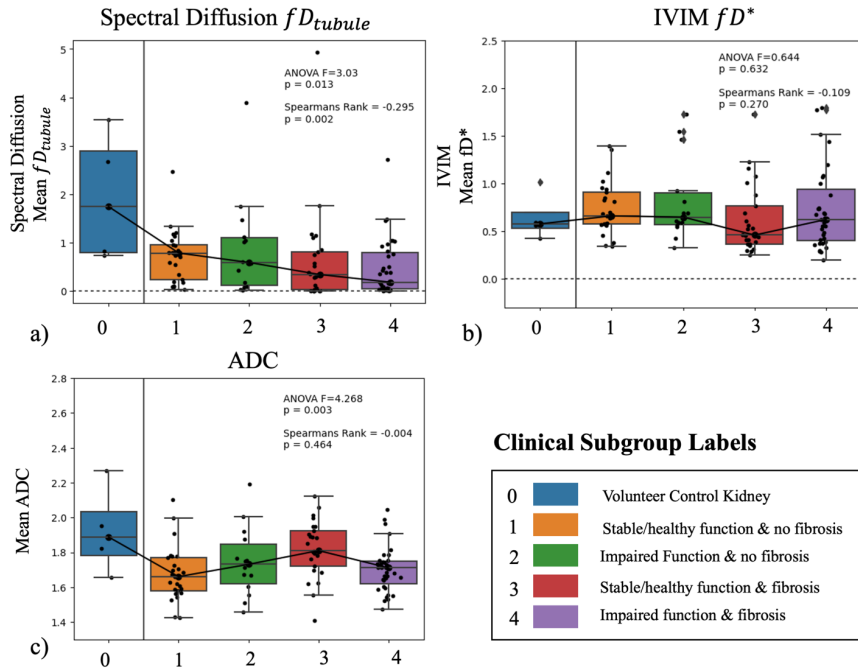 Spectral Diffusion fD_tubule
Spectral Diffusion
Mean fD_tubule
5
4
3
2
1
0
ANOVA F=3.03
p = 0.013
Spearmans Rank = -0.295
p = 0.002
0 1 2 3 4
a)
IVIM fD*
IVIM
Mean fD*
2.5
2.0
1.5
1.0
0.5
0.0
ANOVA F=0.644
p = 0.632
Spearmans Rank = -0.109
p = 0.270
0 1 2 3 4
b)
ADC
Mean ADC
2.8
2.6
2.4
2.2
2.0
1.8
1.6
1.4
ANOVA F=4.268
p = 0.003
Spearmans Rank = -0.004
p = 0.464
0 1 2 3 4
c)
Clinical Subgroup Labels
0 Volunteer Control Kidney
1 Stable/healthy function & no fibrosis
2 Impaired Function & no fibrosis
3 Stable/healthy function & fibrosis
4 Impaired function & fibrosis